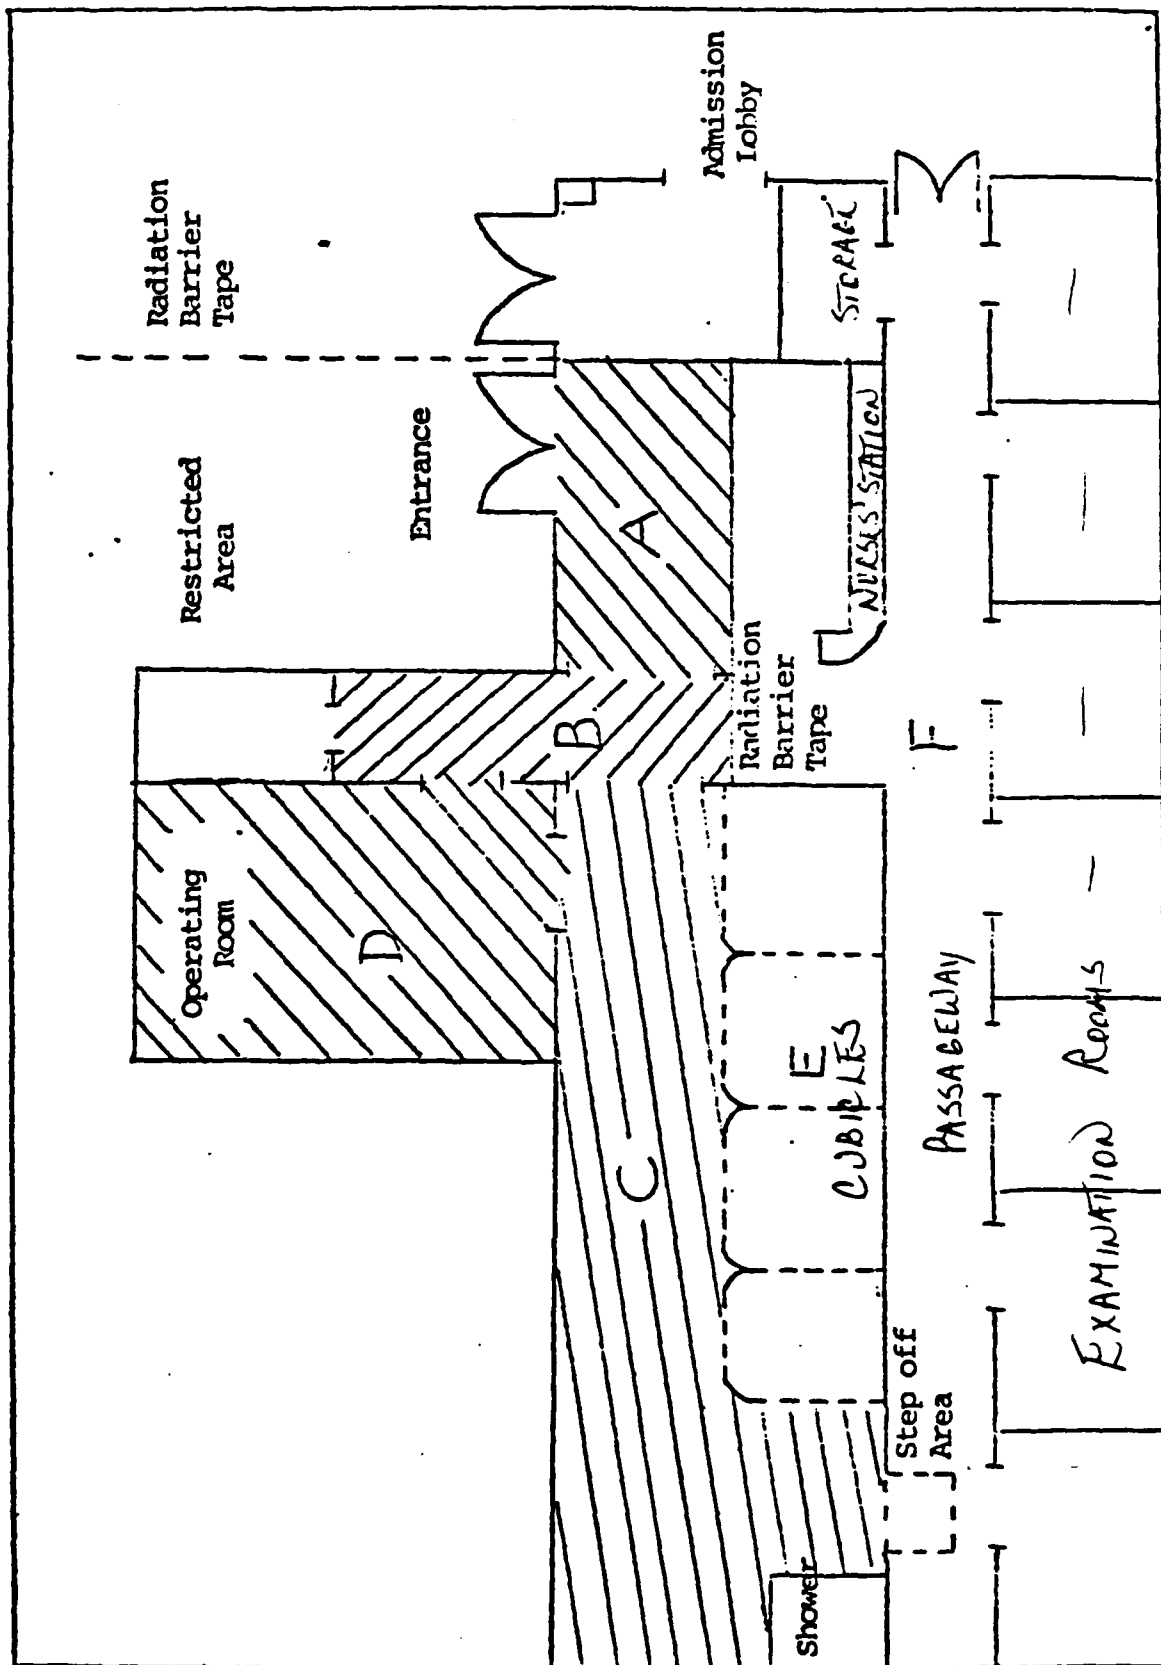 Operating
Room
Restricted
Area
Radiation
Barrier
Tape
Entrance
D
B
A
C
Admission
Lobby
Radiation
Barrier
Tape
Shower
E
CUBICLES
STORAGE
NURSES' STATION
Step off
Area
F
PASSAGEWAY
EXAMINATION ROOMS